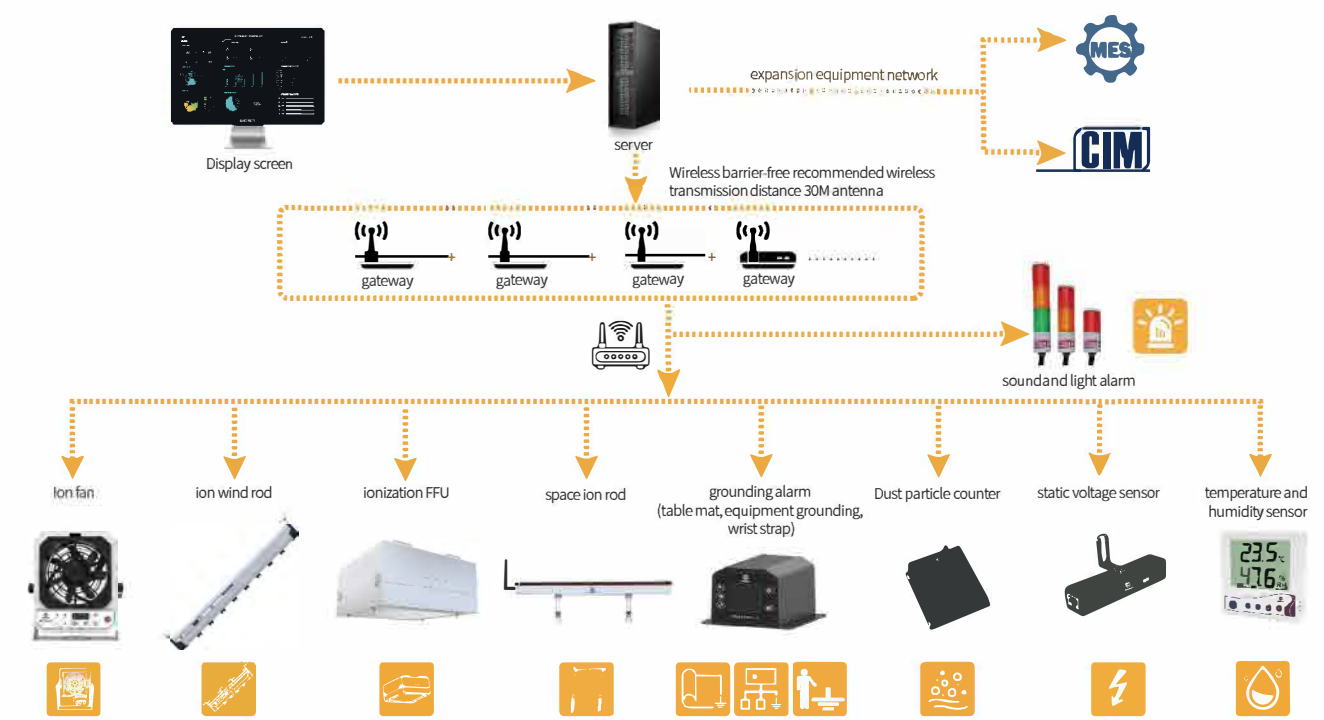 MES
expansion equipment network
server
CIM
Display screen
Wireless barrier-free recommended wireless
transmission distance 30M antenna
gateway
gateway
gateway
gateway
sound and light alarm
Ion fan
ion wind rod
ionization FFU
space ion rod
grounding alarm
(table mat, equipment grounding,
wrist strap)
Dust particle counter
static voltage sensor
temperature and
humidity sensor
23.5
47.6